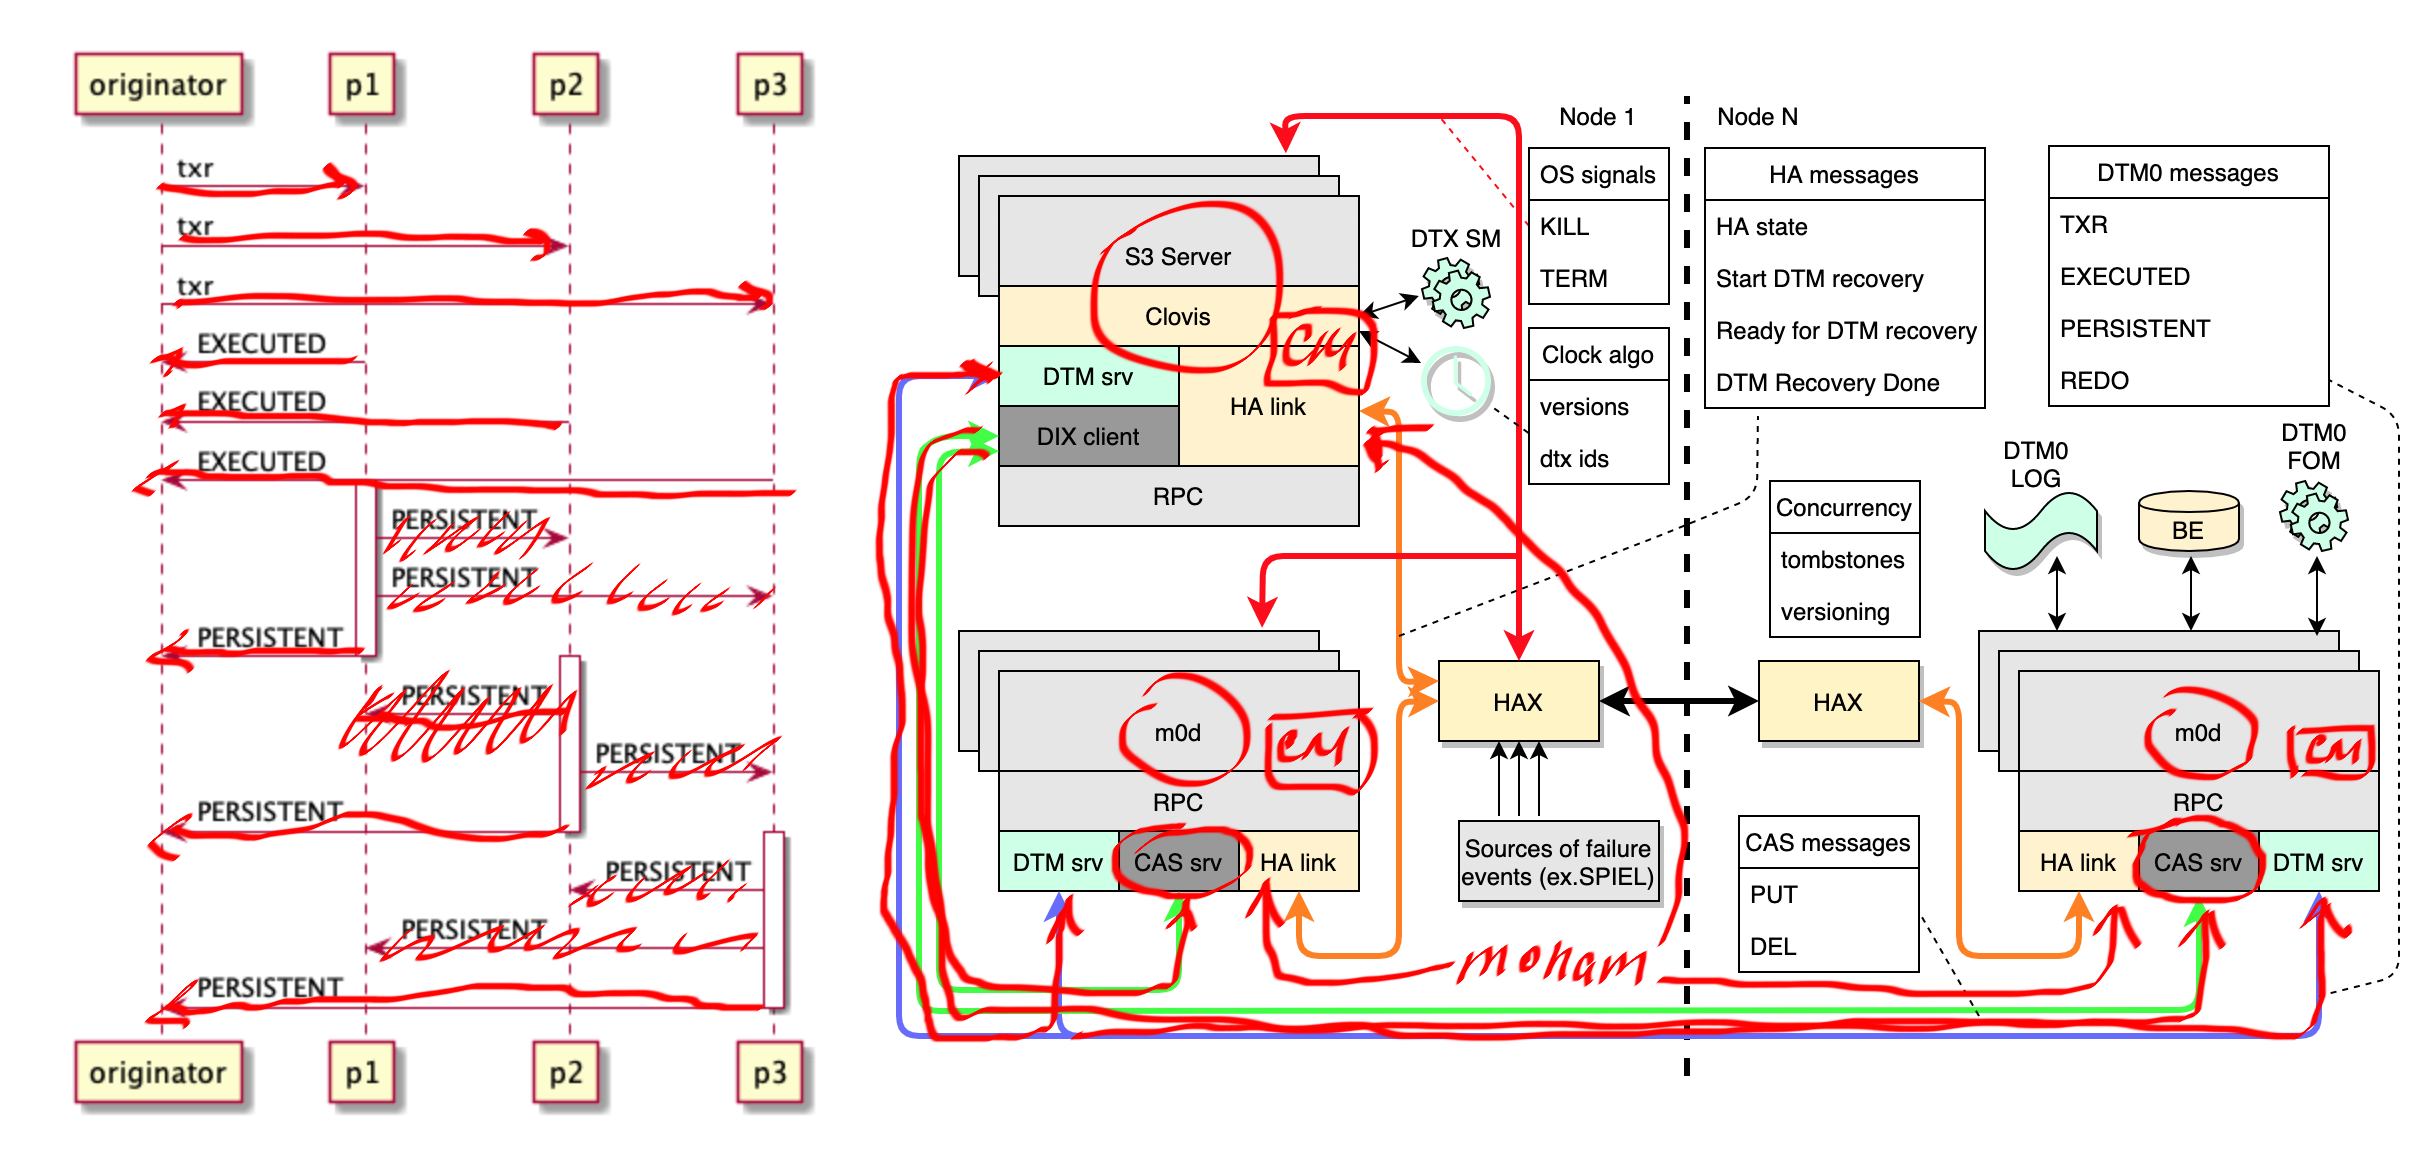 originator p1 p2 p3
txr
txr
txr
EXECUTED
EXECUTED
EXECUTED
PERSISTENT
PERSISTENT
PERSISTENT
PERSISTENT
PERSISTENT
PERSISTENT
PERSISTENT
PERSISTENT
PERSISTENT
originator p1 p2 p3
Node 1
Node N
S3 Server
Clovis
CM
DTM srv
HA link
DIX client
RPC
DTX SM
OS signals
KILL
TERM
Clock algo
versions
dtx ids
HA messages
HA state
Start DTM recovery
Ready for DTM recovery
DTM Recovery Done
DTM0 messages
TXR
EXECUTED
PERSISTENT
REDO
Concurrency
tombstones
versioning
DTM0
LOG
BE
DTM0
FOM
m0d
CM
RPC
DTM srv
CAS srv
HA link
HAX
HAX
Sources of failure
events (ex.SPIEL)
CAS messages
PUT
DEL
m0d
CM
RPC
HA link
CAS srv
DTM srv
moham